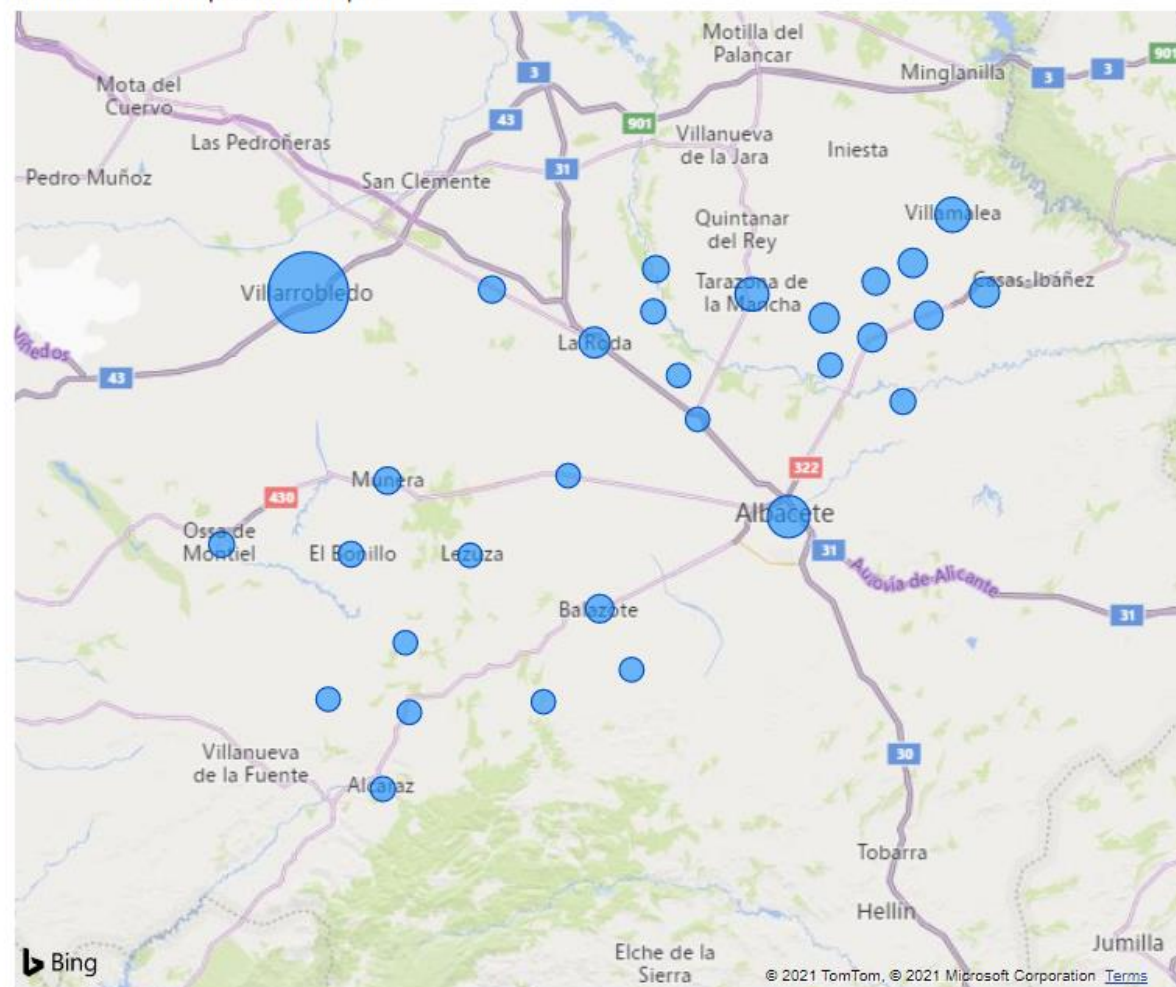 Motilla del
Palancar
901
Mota del
Cuervo
3
Minglanilla
3
3
43
901
Las Pedroñeras
Villanueva
de la Jara
Iniesta
Pedro Muñoz
San Clemente
31
Quintanar
del Rey
Villamalea
Villarrobledo
Tarazona de
la Mancha
Casas-Ibáñez
Viñedos
La Roda
43
Munera
322
430
Albacete
Ossa de
Montiel
El Bonillo
Lezuza
31
Autovía de Alicante
Balazote
31
Villanueva
de la Fuente
30
Alcaraz
Tobarra
Hellín
Elche de la
Sierra
Jumilla
Bing
© 2021 TomTom, © 2021 Microsoft Corporation Terms